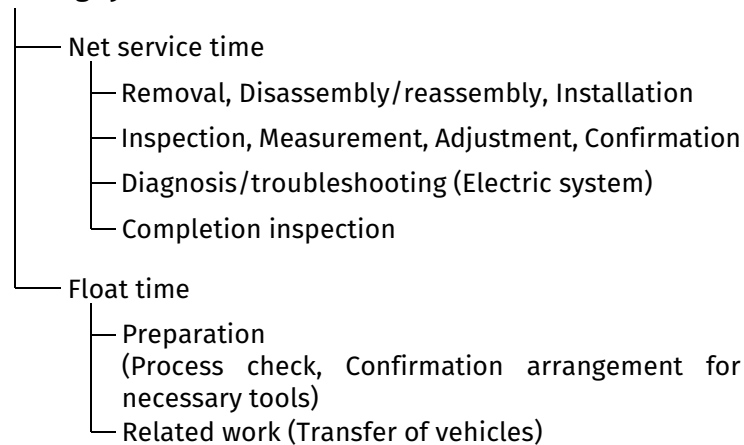 Net service time
Removal, Disassembly/reassembly, Installation
Inspection, Measurement, Adjustment, Confirmation
Diagnosis/troubleshooting (Electric system)
Completion inspection
Float time
Preparation
(Process check, Confirmation arrangement for
necessary tools)
Related work (Transfer of vehicles)